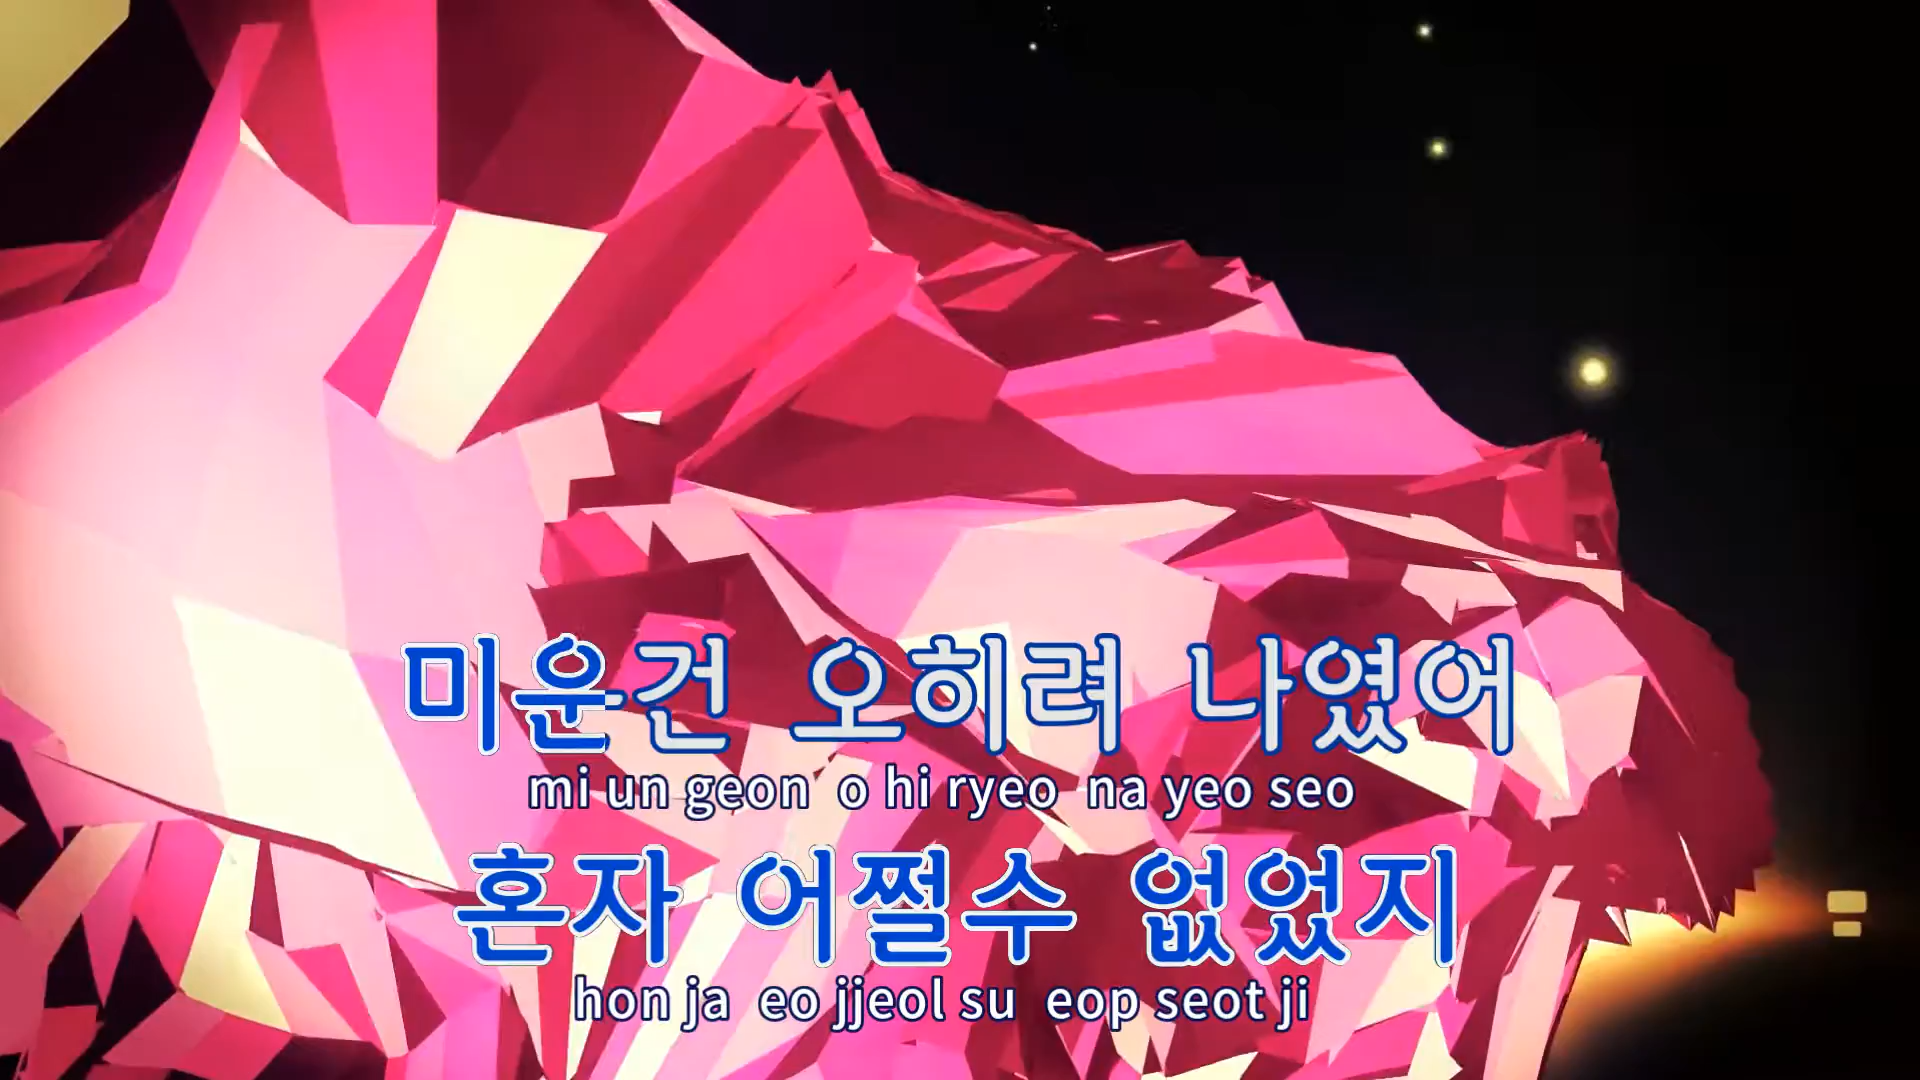 미운건 오히려 나였어
mi un geon o hi ryeo na yeo seo
혼자 어쩔수 없었지
hon ja eo jjeol su eop seot ji